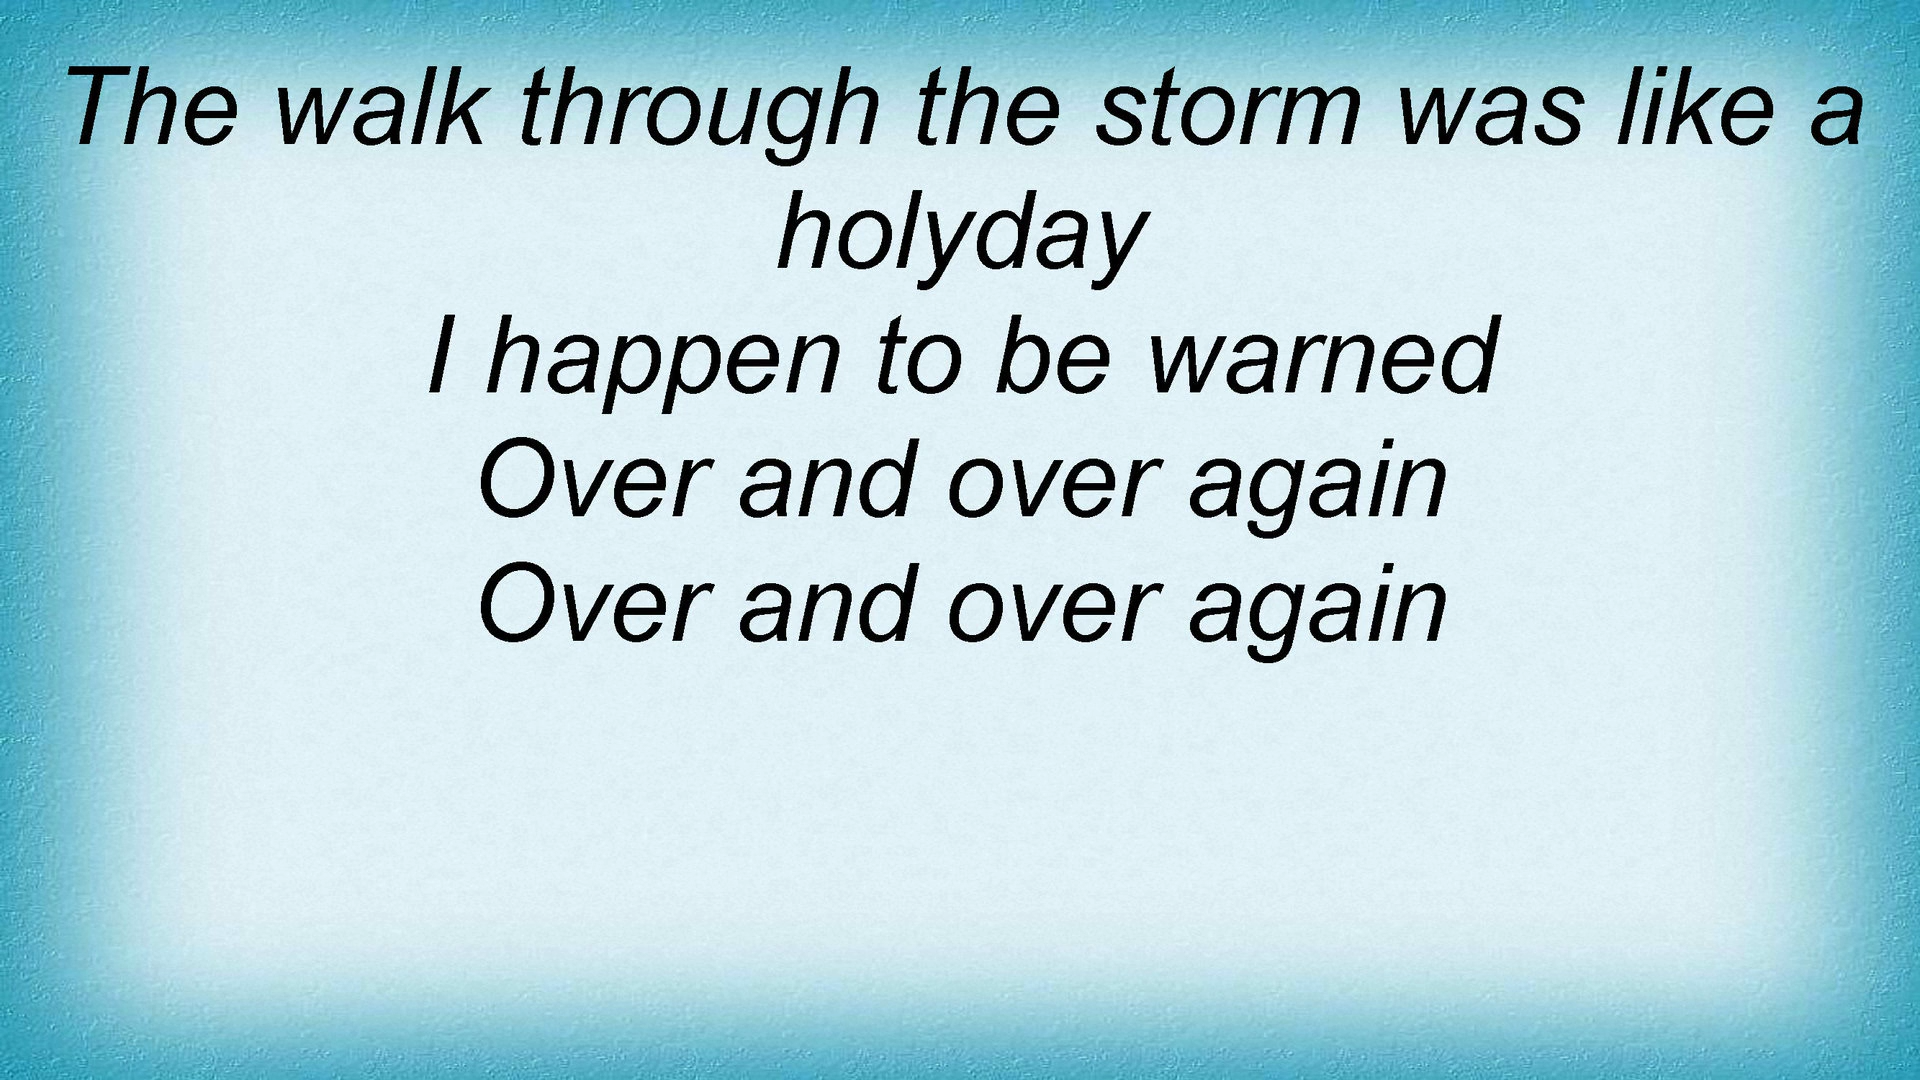 The walk through the storm was like a
holyday
I happen to be warned
Over and over again
Over and over again